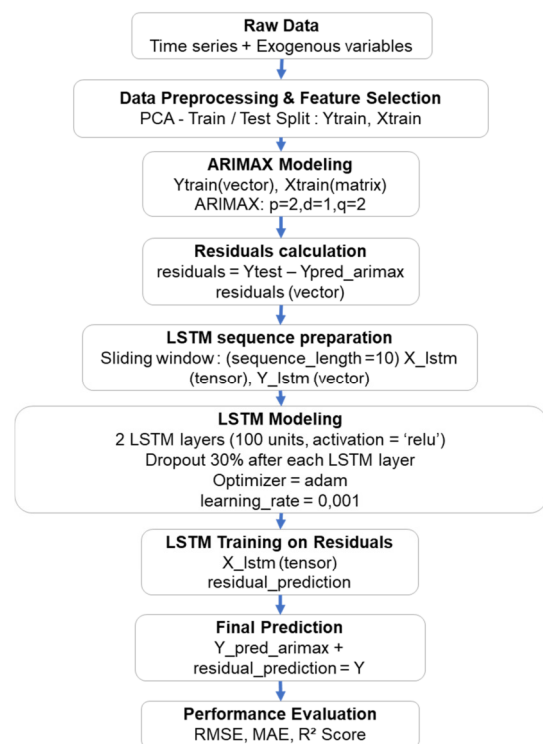 Raw Data
Time series + Exogenous variables
Data Preprocessing & Feature Selection
PCA - Train / Test Split : Ytrain, Xtrain
ARIMAX Modeling
Ytrain(vector), Xtrain(matrix)
ARIMAX: p=2,d=1,q=2
Residuals calculation
residuals = Ytest – Ypred_arimax
residuals (vector)
LSTM sequence preparation
Sliding window : (sequence_length =10) X_lstm
(tensor), Y_lstm (vector)
LSTM Modeling
2 LSTM layers (100 units, activation = ‘relu’)
Dropout 30% after each LSTM layer
Optimizer = adam
learning_rate = 0,001
LSTM Training on Residuals
X_lstm (tensor)
residual_prediction
Final Prediction
Y_pred_arimax +
residual_prediction = Y
Performance Evaluation
RMSE, MAE, R² Score